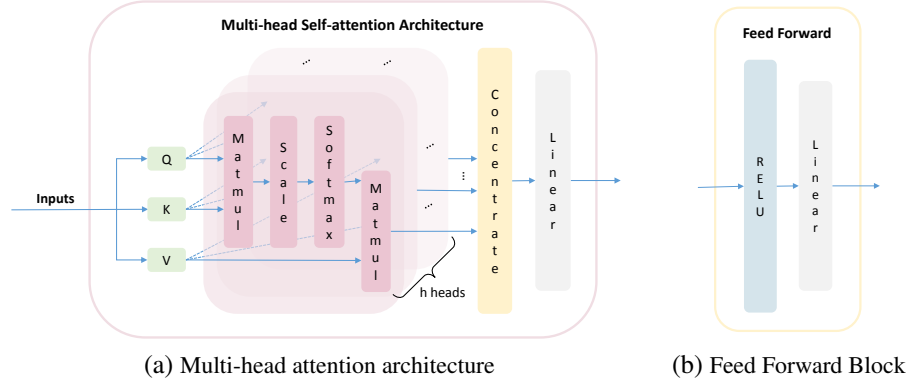 Multi-head Self-attention Architecture
Inputs
Q
K
V
Matmul
Scale
Softmax
Matmul
...
...
...
...
...
h heads
Concentrate
Linear
(a) Multi-head attention architecture
Feed Forward
RELU
Linear
(b) Feed Forward Block